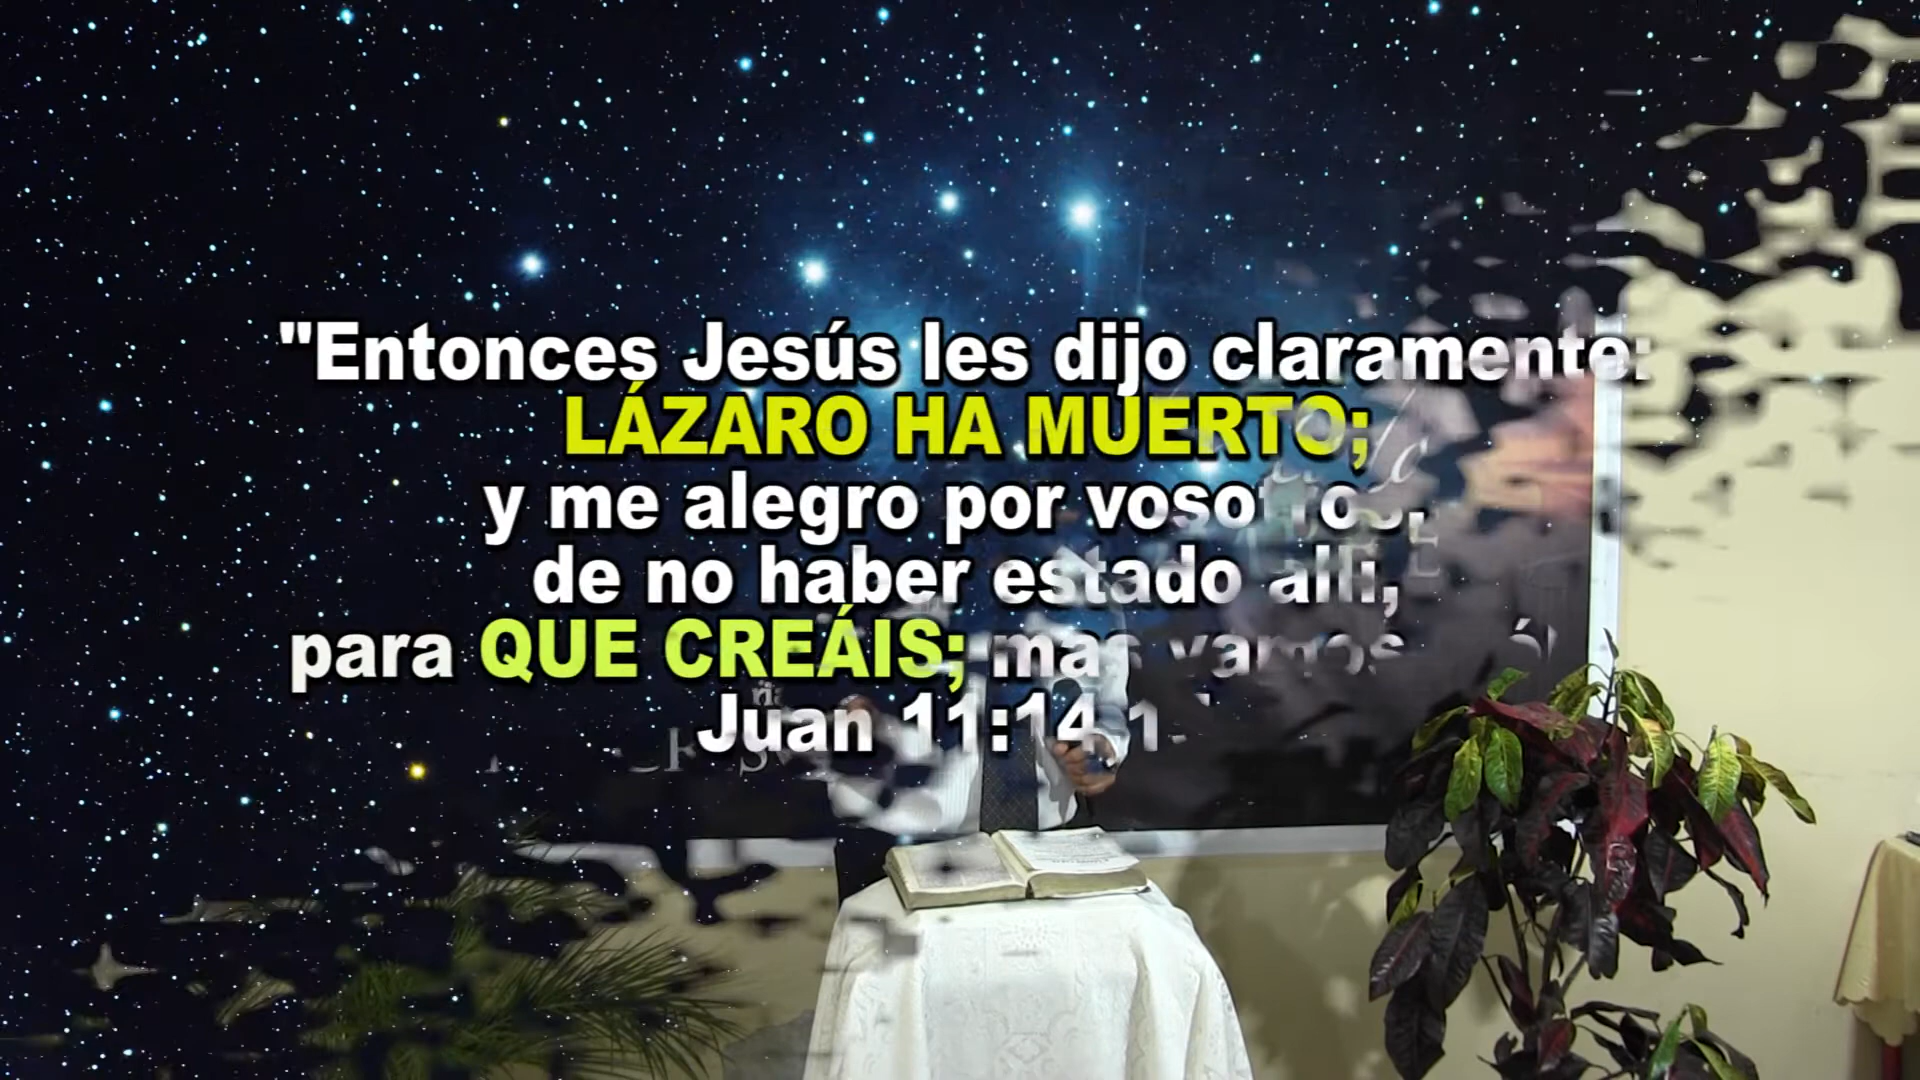 "Entonces Jesús les dijo claramente:
LÁZARO HA MUERTO;
y me alegro por vosotros,
de no haber estado allí,
para QUE CREÁIS; mas vamos
Juan 11:14